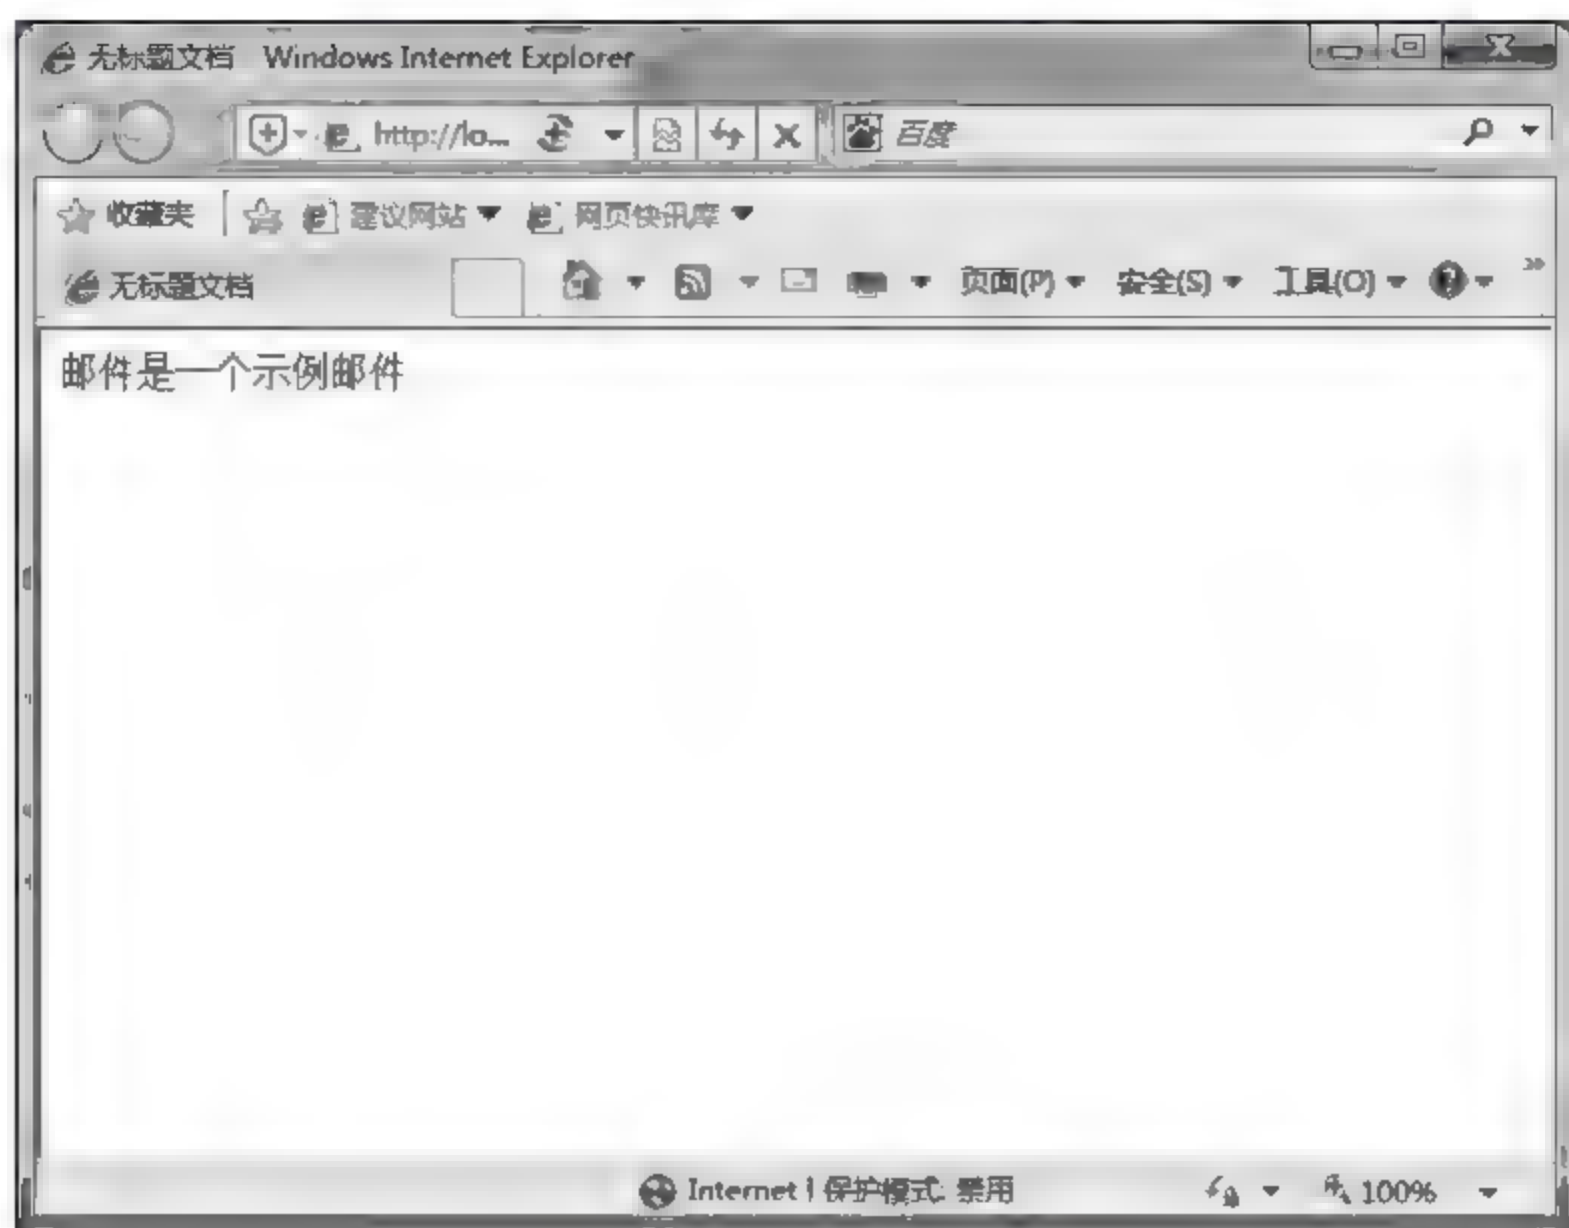 无标题文档 Windows Internet Explorer
http://lo... 百度
收藏夹 建议网站 网页快讯库
无标题文档 页面(P) 安全(S) 工具(O)
邮件是一个示例邮件
Internet | 保护模式: 禁用 100%